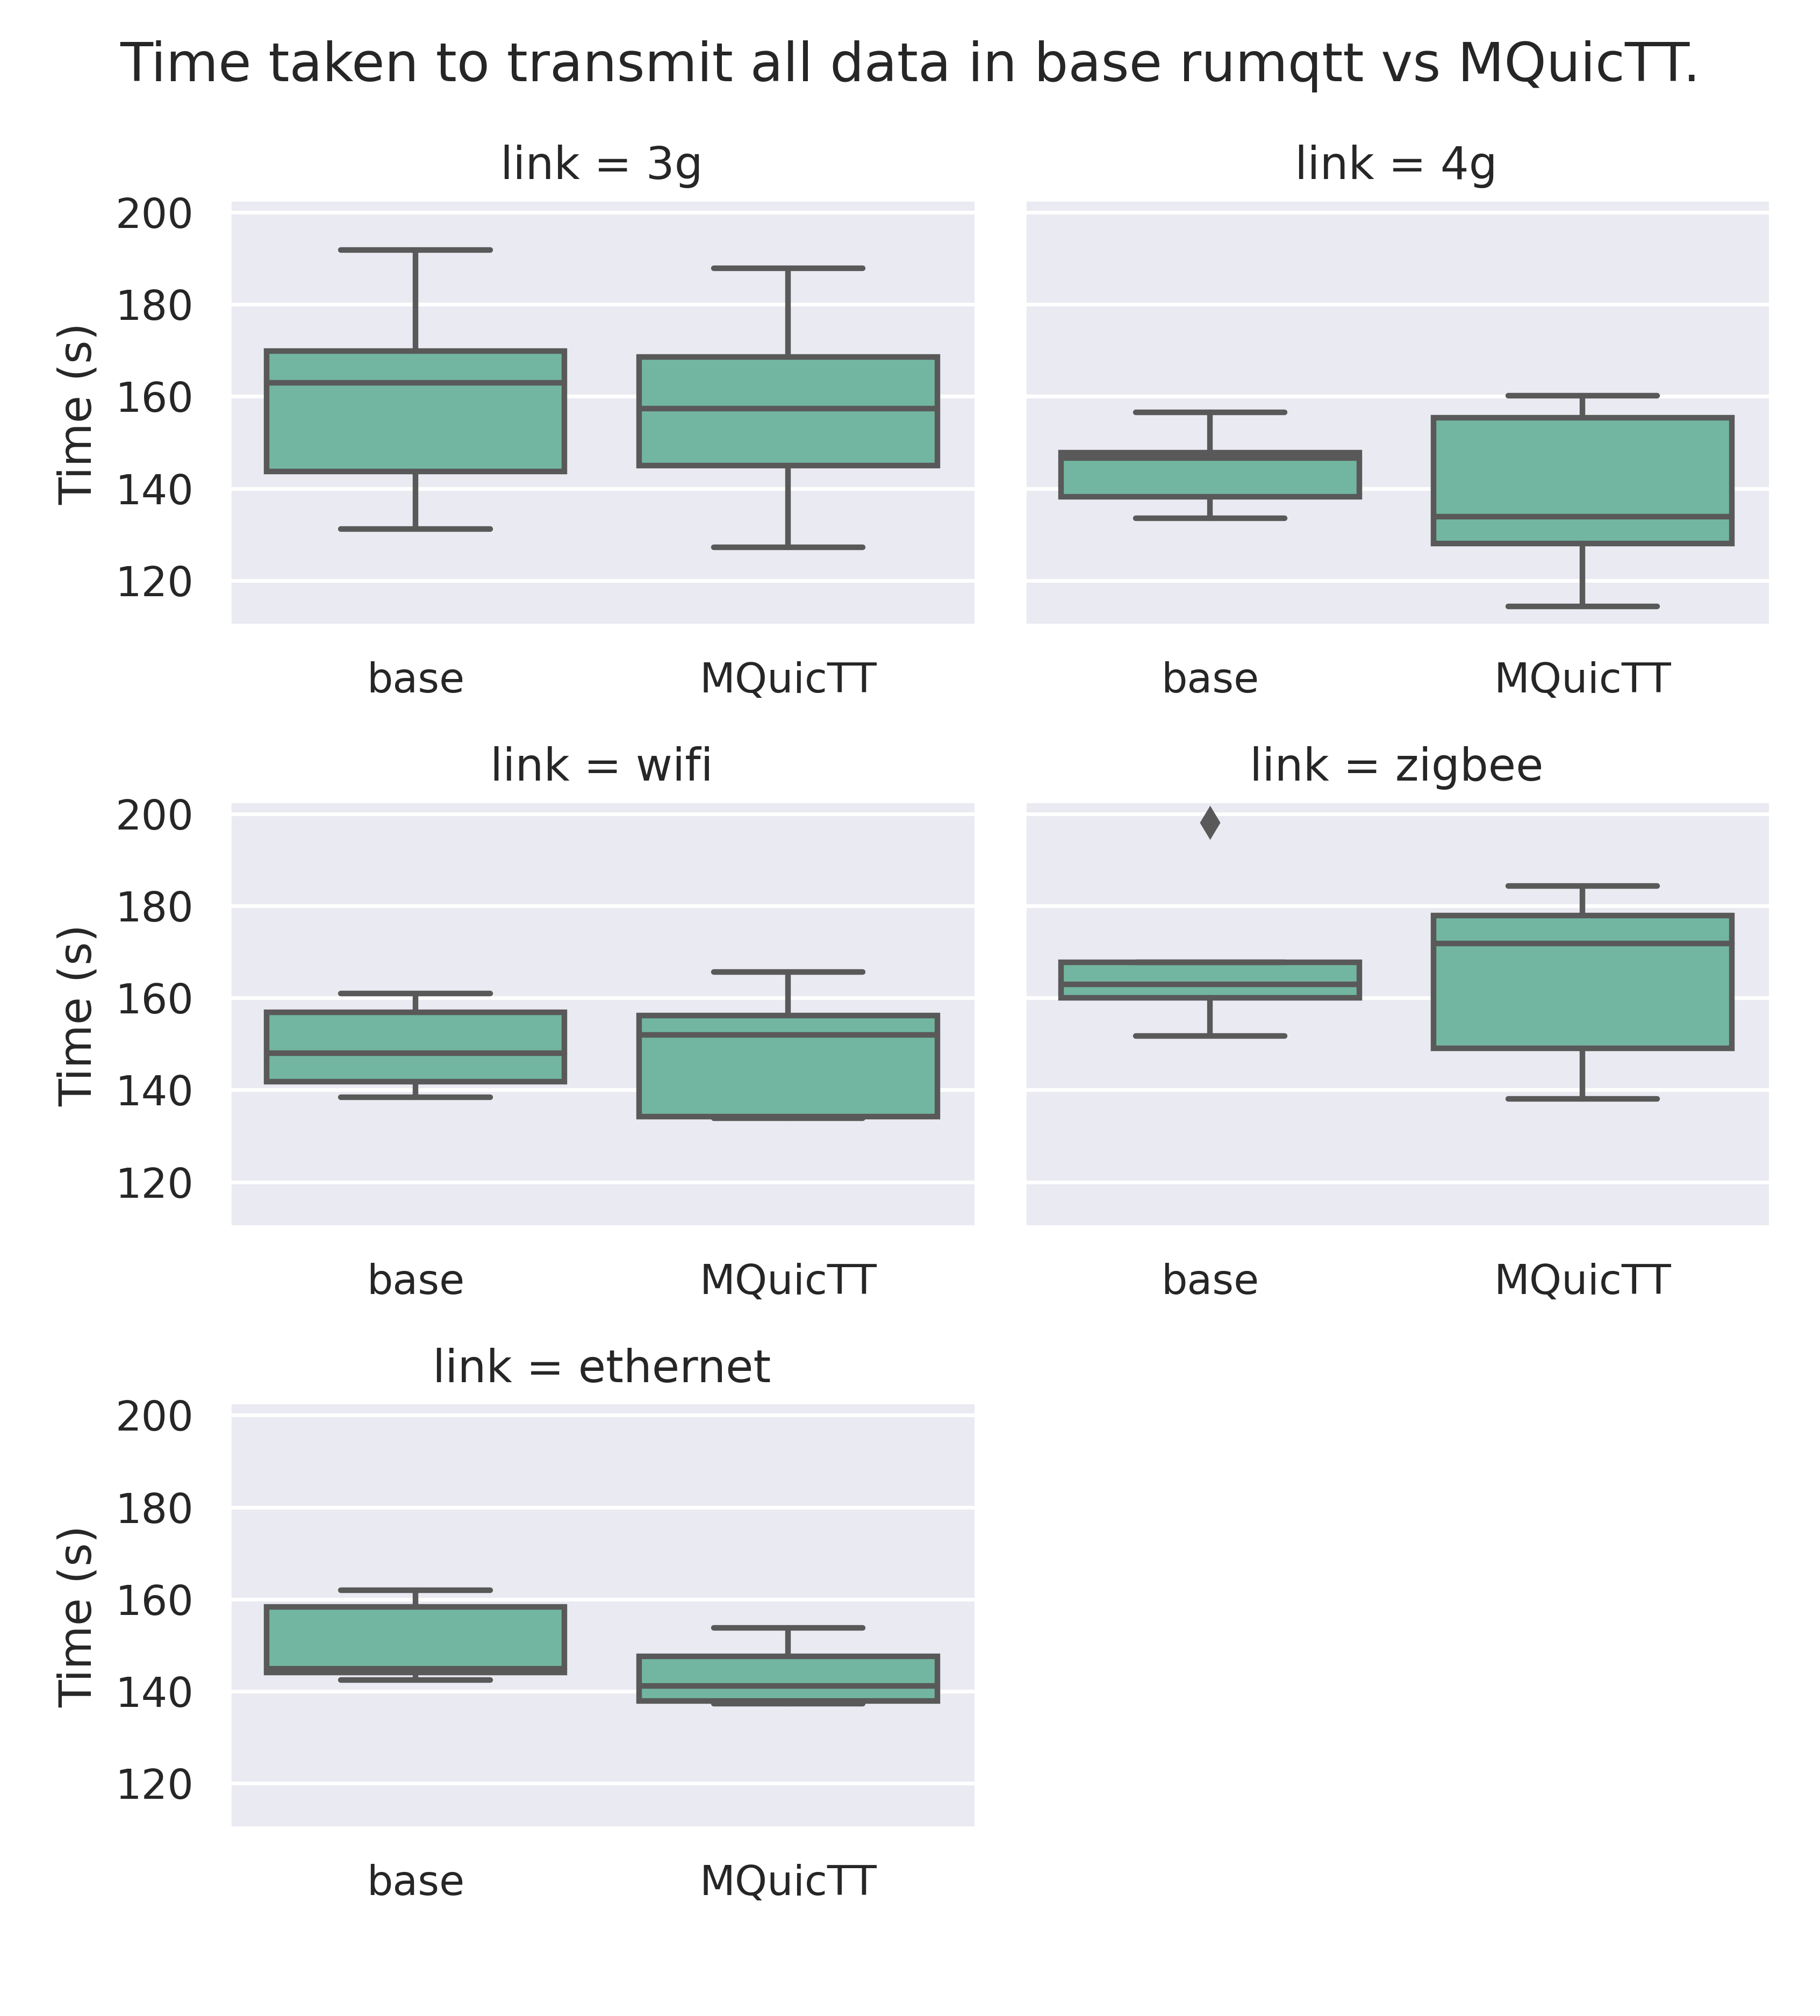 Time taken to transmit all data in base rumqtt vs MQuicTT.
link = 3g
link = 4g
200
180
160
140
120
Time (s)
base
MQuicTT
base
MQuicTT
link = wifi
link = zigbee
200
180
160
140
120
Time (s)
base
MQuicTT
base
MQuicTT
link = ethernet
200
180
160
140
120
Time (s)
base
MQuicTT